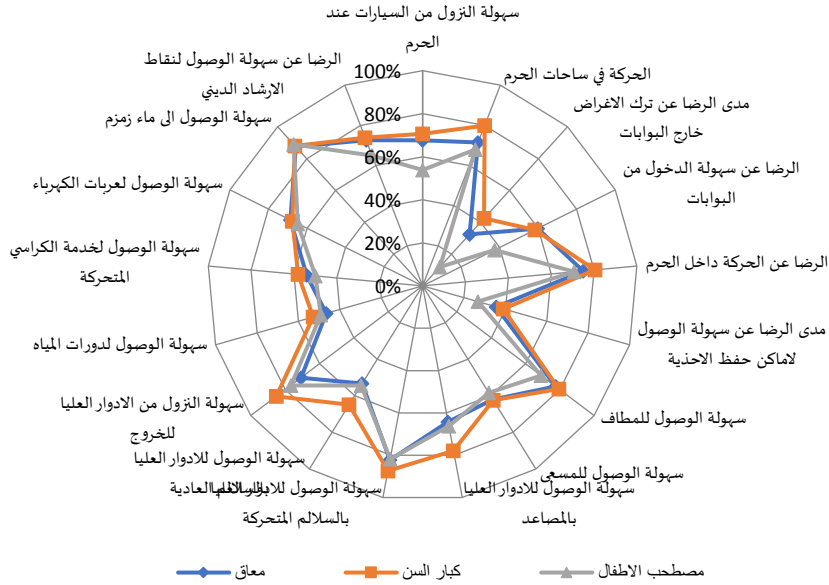 سهولة النزول من السيارات عند
الحرم
الحركة في ساحات الحرم
مدى الرضا عن ترك الاغراض
خارج البوابات
الرضا عن سهولة الدخول من
البوابات
الرضا عن الحركة داخل الحرم
مدى الرضا عن سهولة الوصول
لاماكن حفظ الاحذية
سهولة الوصول للمطاف
سهولة الوصول للمسعى
سهولة الوصول للادوار العليا
بالمصاعد
سهولة الوصول للادوار العليا
بالسلالم المتحركة
سهولة الوصول للادوار العليا
بالسلالم العادية
سهولة النزول من الادوار العليا
للخروج
سهولة الوصول لدورات المياه
سهولة الوصول لخدمة الكراسي
المتحركة
سهولة الوصول لعربات الكهرباء
سهولة الوصول الى ماء زمزم
الرضا عن سهولة الوصول لنقاط
الارشاد الديني
100%
80%
60%
40%
20%
0%
معاق
كبار السن
مصطحب الاطفال